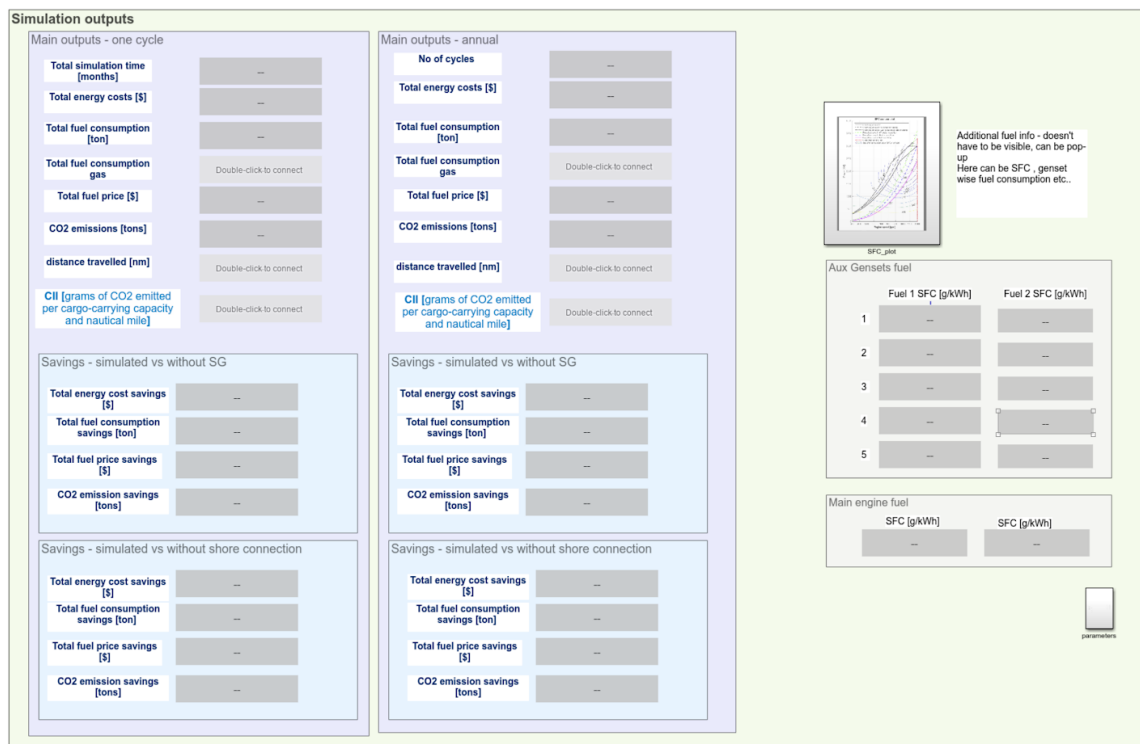 Simulation outputs
Main outputs - one cycle
Total simulation time
[months]
---
Total energy costs [$]
---
Total fuel consumption
[ton]
---
Total fuel consumption
gas
Double-click to connect
Total fuel price [$]
---
CO2 emissions [tons]
---
distance travelled [nm]
Double-click to connect
CII [grams of CO2 emitted
per cargo-carrying capacity
and nautical mile]
Double-click to connect
Savings - simulated vs without SG
Total energy cost savings
[$]
---
Total fuel consumption
savings [ton]
---
Total fuel price savings
[$]
---
CO2 emission savings
[tons]
---
Savings - simulated vs without shore connection
Total energy cost savings
[$]
---
Total fuel consumption
savings [ton]
---
Total fuel price savings
[$]
---
CO2 emission savings
[tons]
---
Main outputs - annual
No of cycles
---
Total energy costs [$]
---
Total fuel consumption
[ton]
---
Total fuel consumption
gas
Double-click to connect
Total fuel price [$]
---
CO2 emissions [tons]
---
distance travelled [nm]
Double-click to connect
CII [grams of CO2 emitted
per cargo-carrying capacity
and nautical mile]
Double-click to connect
Savings - simulated vs without SG
Total energy cost savings
[$]
---
Total fuel consumption
savings [ton]
---
Total fuel price savings
[$]
---
CO2 emission savings
[tons]
---
Savings - simulated vs without shore connection
Total energy cost savings
[$]
---
Total fuel consumption
savings [ton]
---
Total fuel price savings
[$]
---
CO2 emission savings
[tons]
---
SFC_plot
Additional fuel info - doesn't
have to be visible, can be pop-
up
Here can be SFC , genset
wise fuel consumption etc..
Aux Gensets fuel
Fuel 1 SFC [g/kWh] Fuel 2 SFC [g/kWh]
1 --- ---
2 --- ---
3 --- ---
4 --- ---
5 --- ---
Main engine fuel
SFC [g/kWh] SFC [g/kWh]
--- ---
parameters